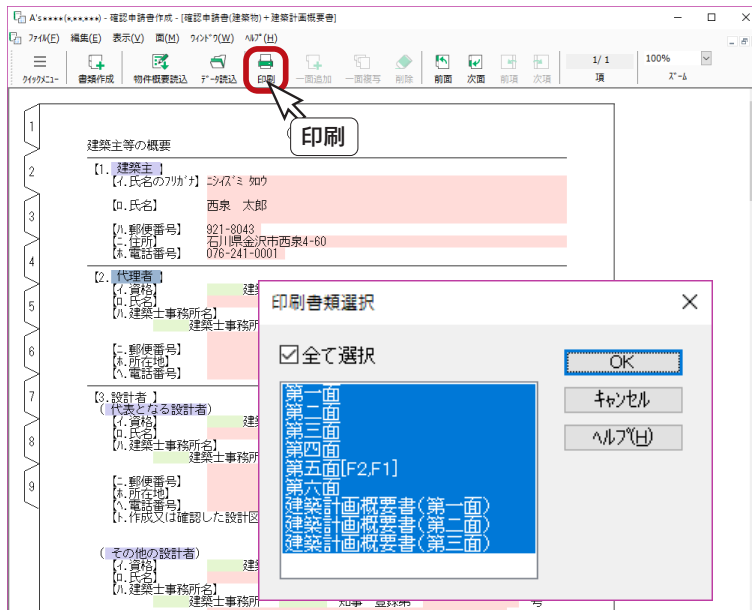 A's****(*.**.***) - 確認申請書作成 - [確認申請書(建築物)+建築計画概要書]
ファイル(F) 編集(E) 表示(V) 面(M) ウィンドウ(W) ヘルプ(H)
クイックメニュー 書類作成 物件概要読込 データ読込 印刷 一面追加 一面複写 削除 前面 次面 前項 次項 1/ 1 項 100% ズーム
印刷
1
2
3
4
5
6
7
8
9
建築主等の概要
【1. 建築主 】
【イ.氏名のフリガナ】 ニシイズミ タロウ
【ロ.氏名】 西泉 太郎
【ハ.郵便番号】 921-8043
【ニ.住所】 石川県金沢市西泉4-60
【ホ.電話番号】 076-241-0001
【2. 代理者 】
【イ.資格】 建築
【ロ.氏名】
【ハ.建築士事務所名】
建築士事務所
【ニ.郵便番号】
【ホ.所在地】
【ヘ.電話番号】
【3.設計者 】
( 代表となる設計者)
【イ.資格】 建築
【ロ.氏名】
【ハ.建築士事務所名】
建築士事務所
【ニ.郵便番号】
【ホ.所在地】
【ヘ.電話番号】
【ト.作成又は確認した設計図
( その他の設計者)
【イ.資格】 建築
【ロ.氏名】
【ハ.建築士事務所名】
建築士事務所 知事 登録第 号
印刷書類選択
全て選択
第一面
第二面
第三面
第四面
第五面[F2,F1]
第六面
建築計画概要書(第一面)
建築計画概要書(第二面)
建築計画概要書(第三面)
OK
キャンセル
ヘルプ(H)